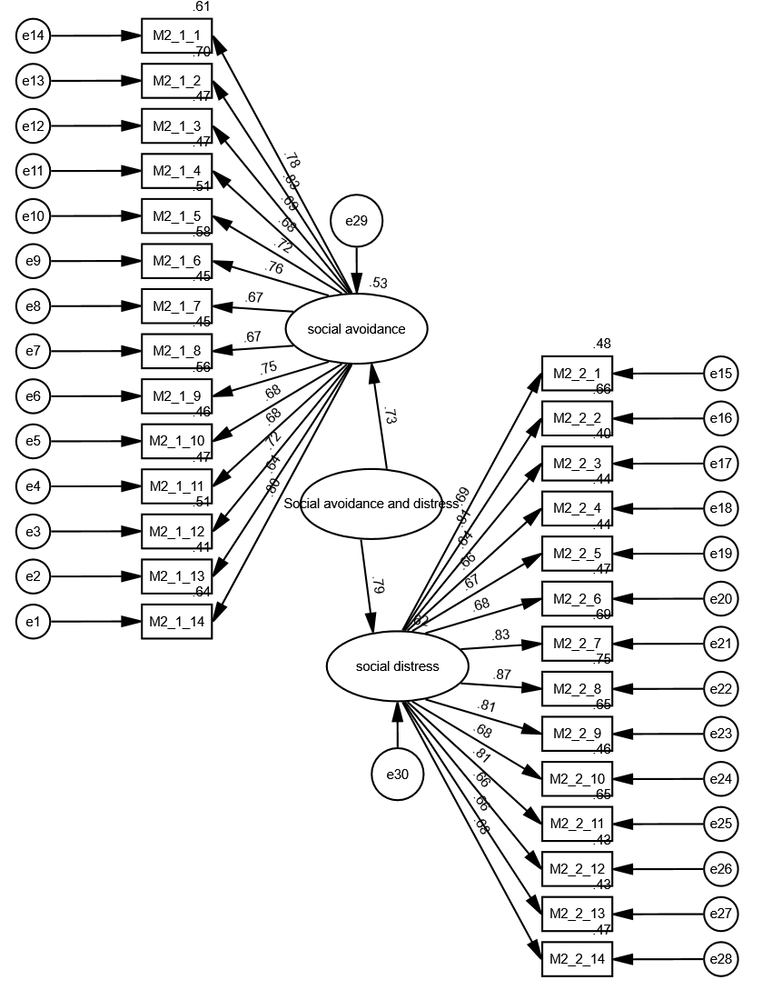 .61
e14 M2_1_1
.70
e13 M2_1_2
.47
e12 M2_1_3
.47
e11 M2_1_4
.51
e10 M2_1_5
.58
e9 M2_1_6
.45
e8 M2_1_7
.45
e7 M2_1_8
.56
e6 M2_1_9
.46
e5 M2_1_10
.47
e4 M2_1_11
.51
e3 M2_1_12
.41
e2 M2_1_13
.64
e1 M2_1_14
.78
.83
.69
.68
.72
.76
.67
.67
.75
.68
.68
.72
.64
.80
e29
.53
social avoidance
.73
Social avoidance and distress
.79
.62
social distress
e30
.69
.81
.64
.66
.67
.68
.83
.87
.81
.68
.81
.66
.66
.68
.48
M2_2_1 e15
.66
M2_2_2 e16
.40
M2_2_3 e17
.44
M2_2_4 e18
.44
M2_2_5 e19
.47
M2_2_6 e20
.69
M2_2_7 e21
.75
M2_2_8 e22
.65
M2_2_9 e23
.46
M2_2_10 e24
.65
M2_2_11 e25
.43
M2_2_12 e26
.43
M2_2_13 e27
.47
M2_2_14 e28